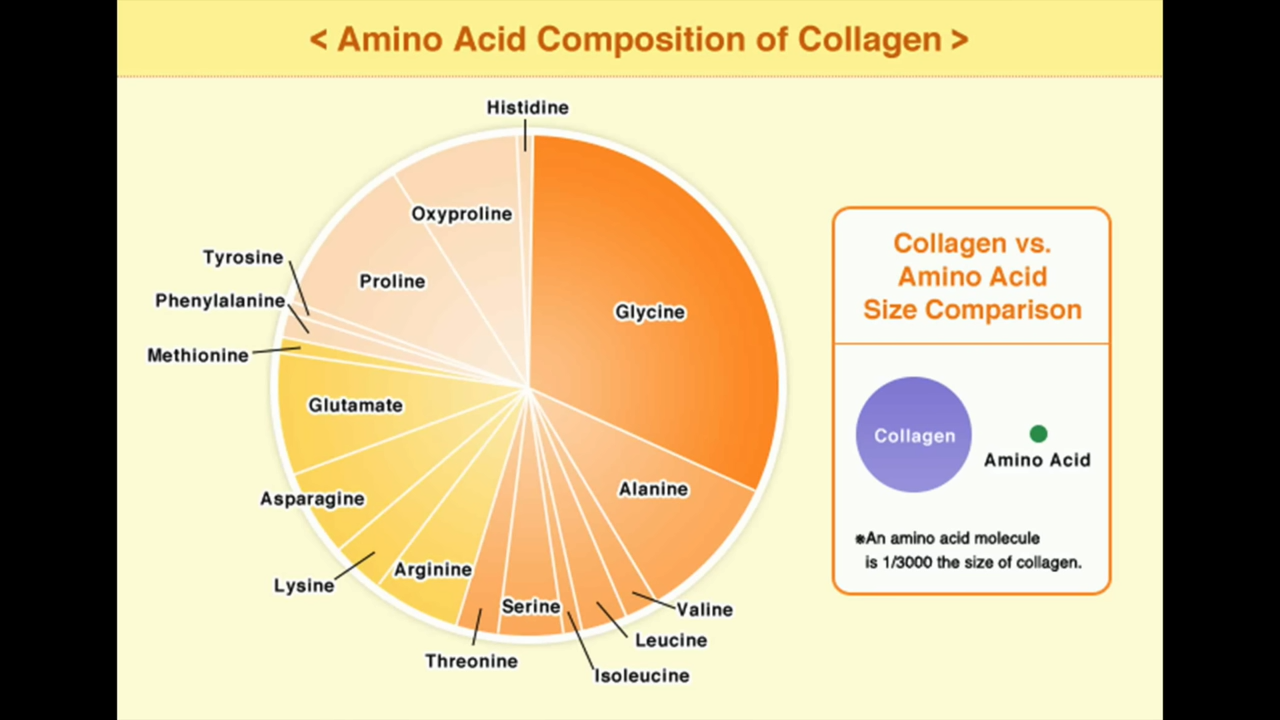 < Amino Acid Composition of Collagen >
Histidine
Oxyproline
Tyrosine
Proline
Phenylalanine
Glycine
Methionine
Glutamate
Alanine
Asparagine
Arginine
Lysine
Serine
Valine
Leucine
Threonine
Isoleucine
Collagen vs.
Amino Acid
Size Comparison
Collagen
Amino Acid
※An amino acid molecule
is 1/3000 the size of collagen.